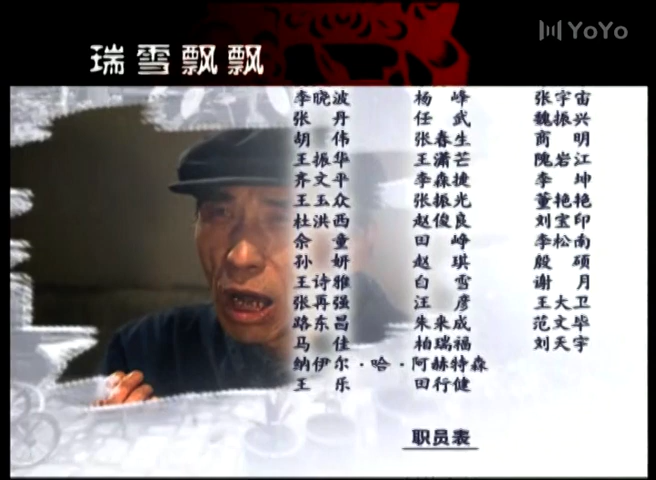 YoYo
瑞雪飘飘
李晓波 杨峰 张宇宙
张丹 任武 魏振兴
胡伟 张春生 商明
王振华 王潇芒 隗岩江
齐文平 李森捷 李坤
王玉众 张振光 董艳艳
杜洪西 赵俊良 刘宝印
佘童 田峥 李松南
孙妍 赵琪 殷硕
王诗雅 白雪 谢月
张再强 汪彦 王大卫
路东昌 朱来成 范文毕
马佳 柏瑞福 刘天宇
纳伊尔·哈·阿赫特森
王乐 田行健
职员表